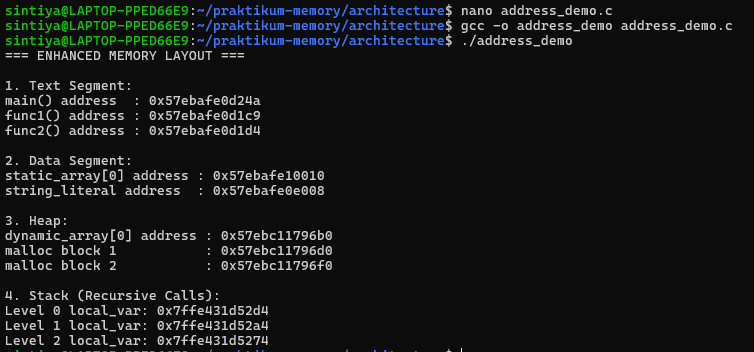 sintiya@LAPTOP-PPED66E9:~/praktikum-memory/architecture$ nano address_demo.c
sintiya@LAPTOP-PPED66E9:~/praktikum-memory/architecture$ gcc -o address_demo address_demo.c
sintiya@LAPTOP-PPED66E9:~/praktikum-memory/architecture$ ./address_demo
=== ENHANCED MEMORY LAYOUT ===

1. Text Segment:
main() address  : 0x57ebafe0d24a
func1() address : 0x57ebafe0d1c9
func2() address : 0x57ebafe0d1d4

2. Data Segment:
static_array[0] address : 0x57ebafe10010
string_literal address  : 0x57ebafe0e008

3. Heap:
dynamic_array[0] address : 0x57ebc11796b0
malloc block 1           : 0x57ebc11796d0
malloc block 2           : 0x57ebc11796f0

4. Stack (Recursive Calls):
Level 0 local_var: 0x7ffe431d52d4
Level 1 local_var: 0x7ffe431d52a4
Level 2 local_var: 0x7ffe431d5274